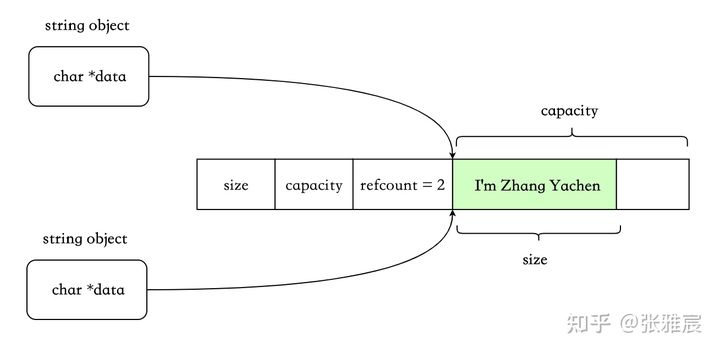 string object
char *data
capacity
size
capacity
refcount = 2
I'm Zhang Yachen
string object
size
char *data
知乎 @张雅宸